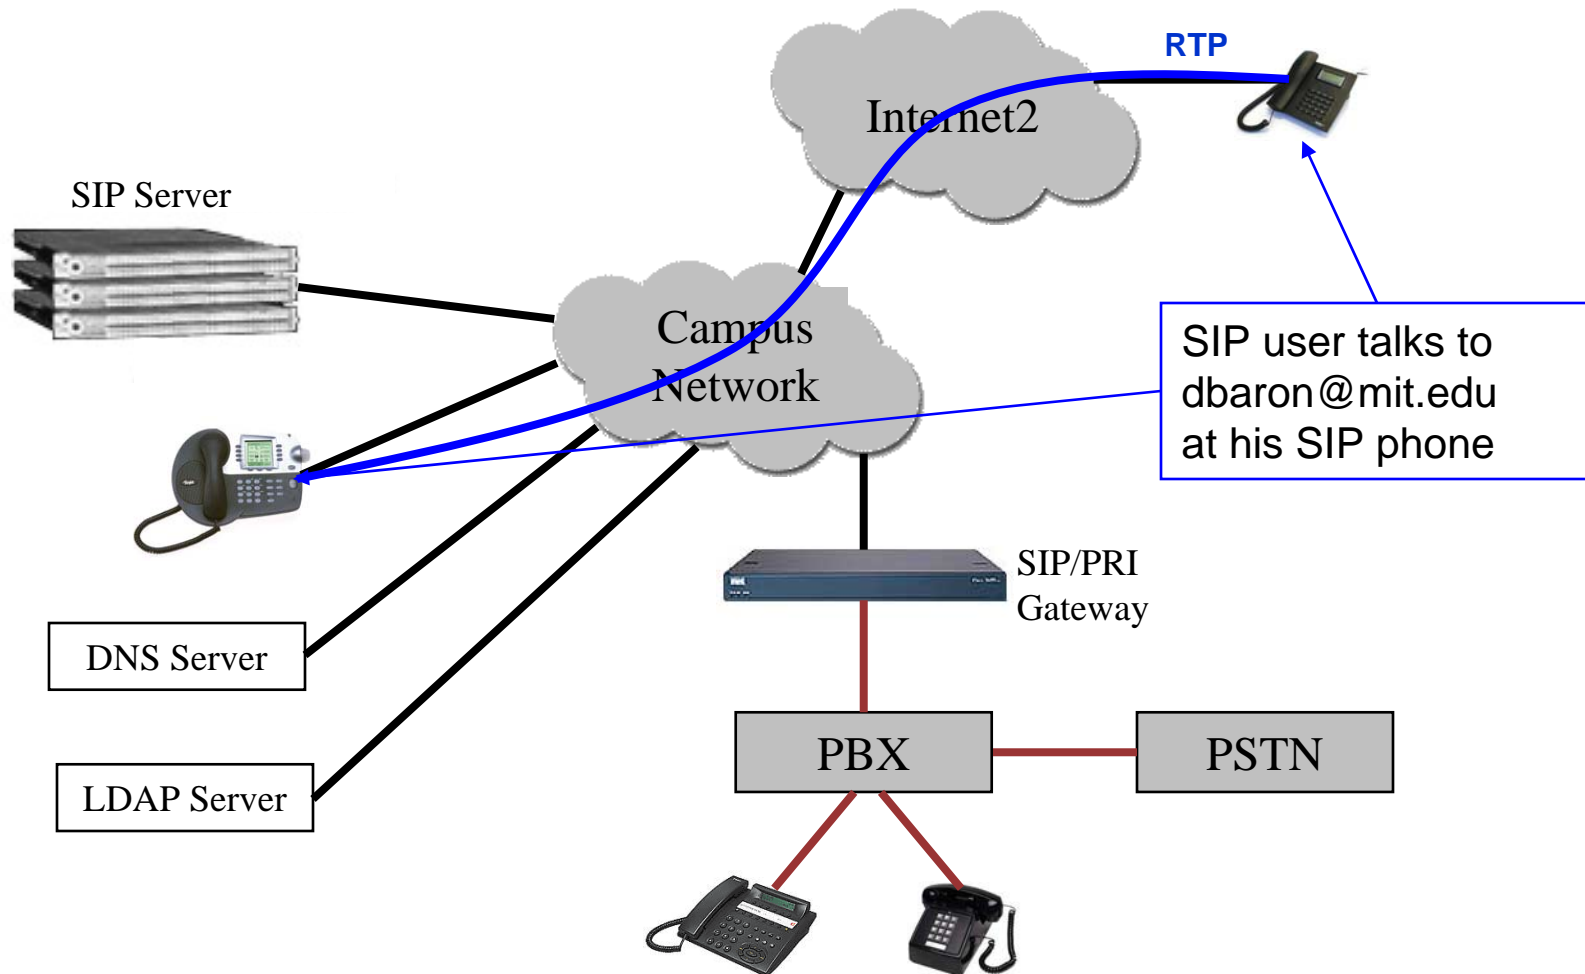 RTP
Internet2
SIP Server
Campus
Network
SIP user talks to
dbaron@mit.edu
at his SIP phone
SIP/PRI
Gateway
DNS Server
PBX
PSTN
LDAP Server